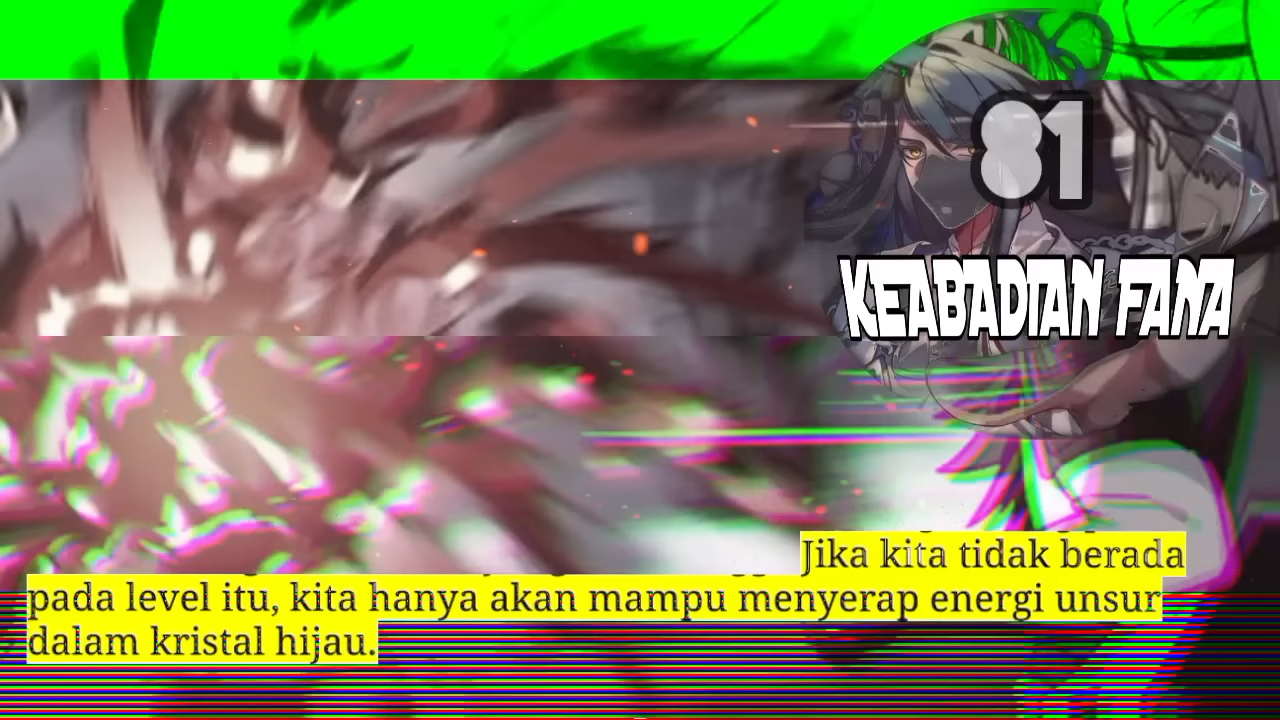 81
KEABADIAN FANA
Jika kita tidak berada
pada level itu, kita hanya akan mampu menyerap energi unsur
dalam kristal hijau.